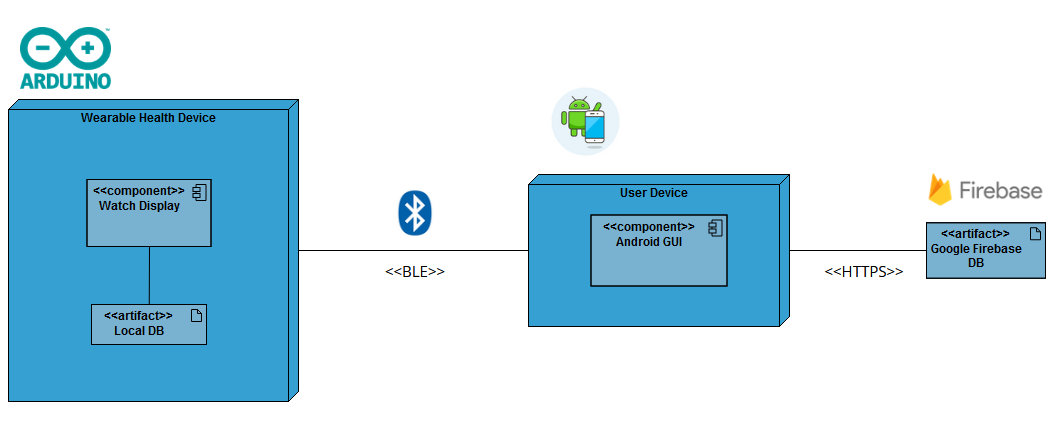 ARDUINO
Wearable Health Device
<<component>>
Watch Display
<<artifact>>
Local DB
<<BLE>>
User Device
<<component>>
Android GUI
<<HTTPS>>
Firebase
<<artifact>>
Google Firebase
DB